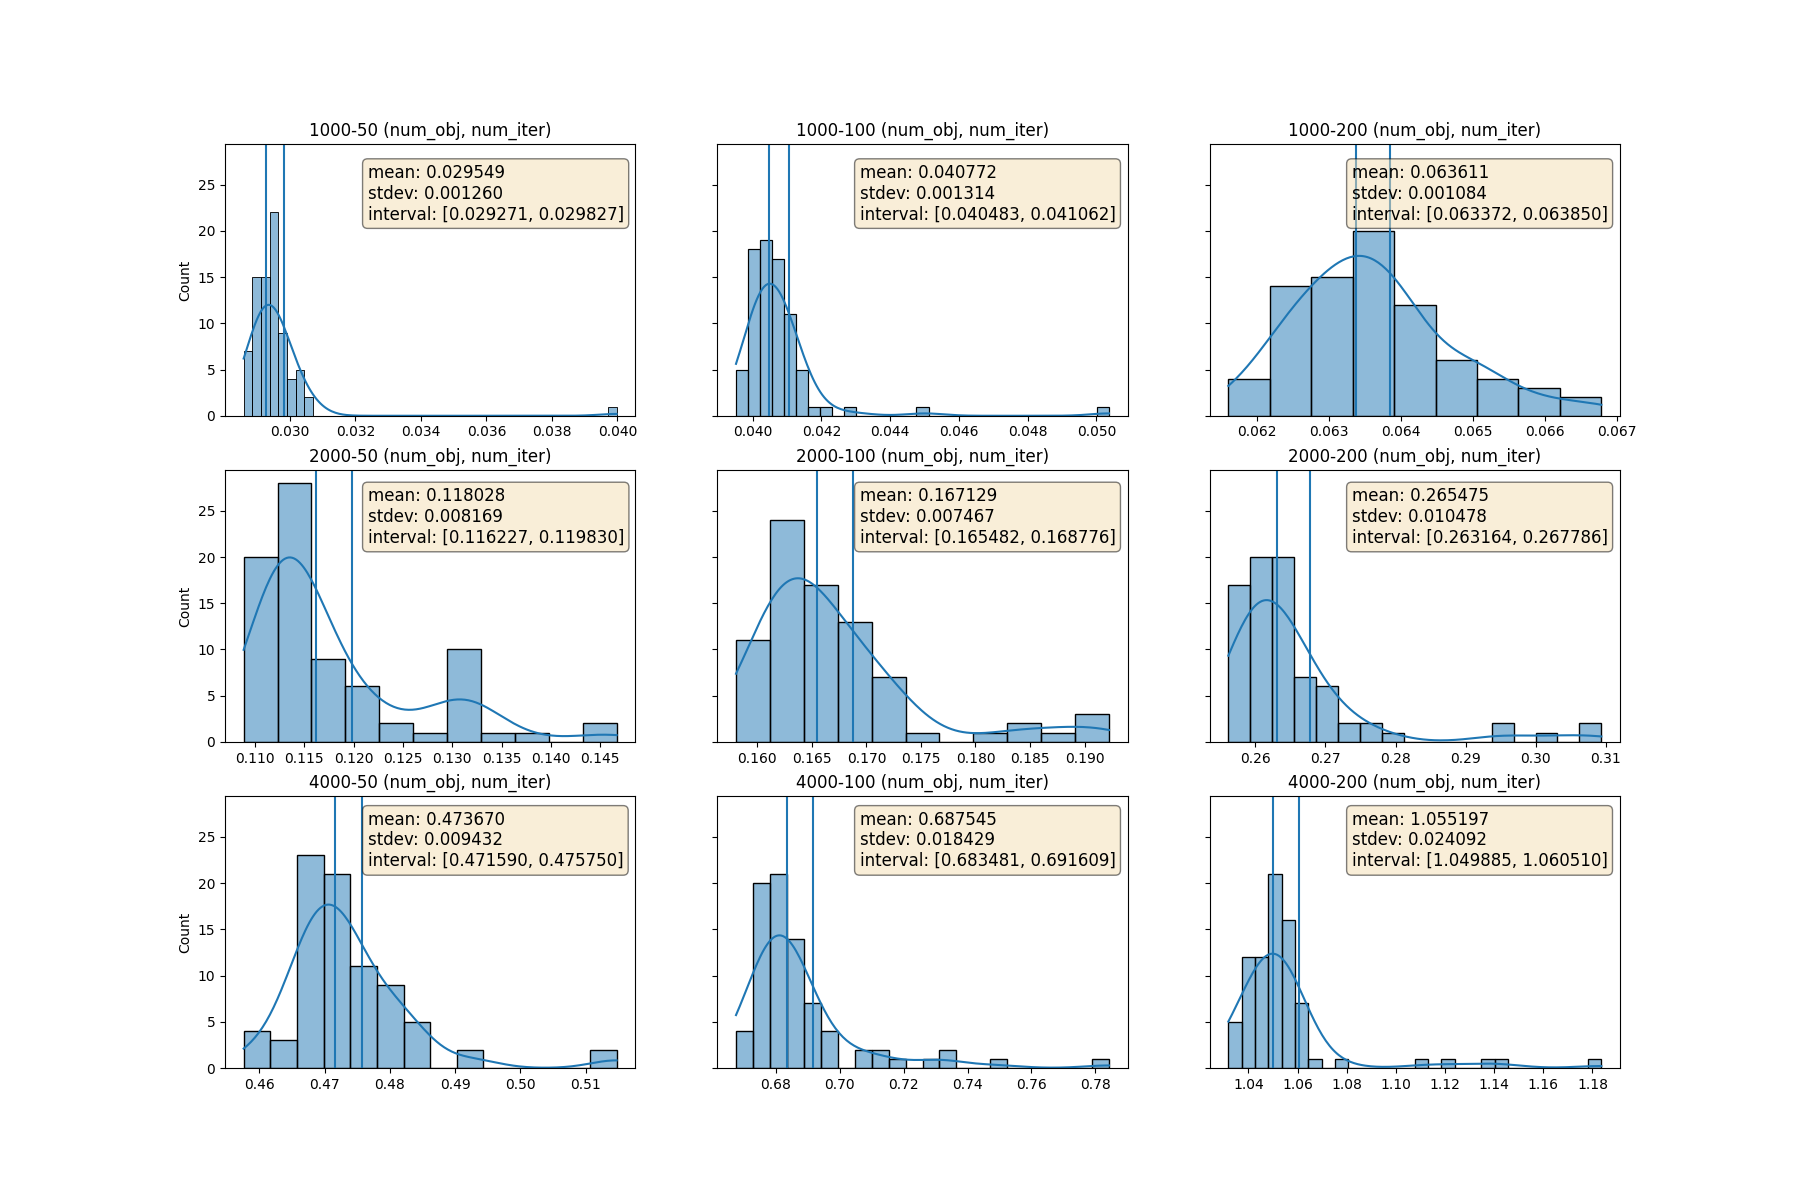 1000-50 (num_obj, num_iter)
mean: 0.029549
stdev: 0.001260
interval: [0.029271, 0.029827]
Count
25
20
15
10
5
0
0.030 0.032 0.034 0.036 0.038 0.040
1000-100 (num_obj, num_iter)
mean: 0.040772
stdev: 0.001314
interval: [0.040483, 0.041062]
0.040 0.042 0.044 0.046 0.048 0.050
1000-200 (num_obj, num_iter)
mean: 0.063611
stdev: 0.001084
interval: [0.063372, 0.063850]
0.062 0.063 0.064 0.065 0.066 0.067
2000-50 (num_obj, num_iter)
mean: 0.118028
stdev: 0.008169
interval: [0.116227, 0.119830]
Count
25
20
15
10
5
0
0.110 0.115 0.120 0.125 0.130 0.135 0.140 0.145
2000-100 (num_obj, num_iter)
mean: 0.167129
stdev: 0.007467
interval: [0.165482, 0.168776]
0.160 0.165 0.170 0.175 0.180 0.185 0.190
2000-200 (num_obj, num_iter)
mean: 0.265475
stdev: 0.010478
interval: [0.263164, 0.267786]
0.26 0.27 0.28 0.29 0.30 0.31
4000-50 (num_obj, num_iter)
mean: 0.473670
stdev: 0.009432
interval: [0.471590, 0.475750]
Count
25
20
15
10
5
0
0.46 0.47 0.48 0.49 0.50 0.51
4000-100 (num_obj, num_iter)
mean: 0.687545
stdev: 0.018429
interval: [0.683481, 0.691609]
0.68 0.70 0.72 0.74 0.76 0.78
4000-200 (num_obj, num_iter)
mean: 1.055197
stdev: 0.024092
interval: [1.049885, 1.060510]
1.04 1.06 1.08 1.10 1.12 1.14 1.16 1.18